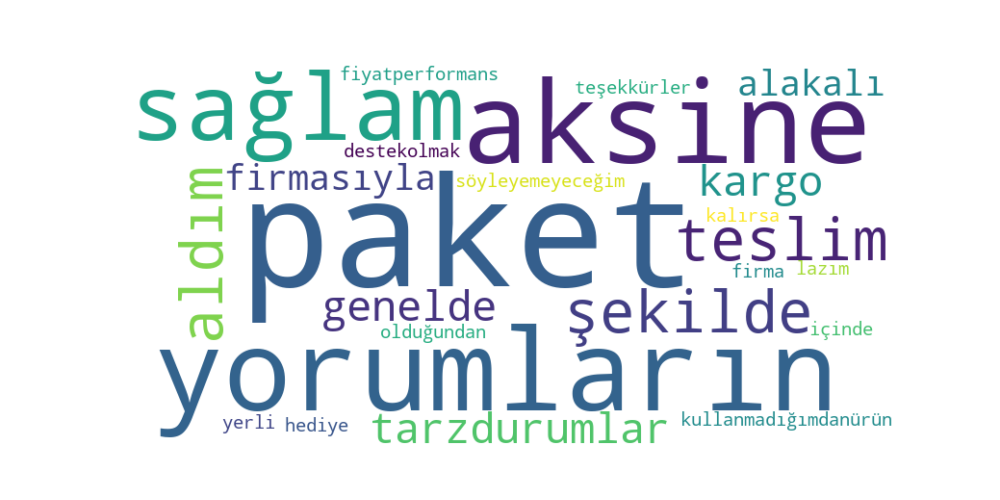 fiyatperformans
teşekkürler
alakalı
sağlam
aksine
destekolmak
firmasıyla
söyleyemeyeceğim
kargo
aldım
paket
kalırsa
teslim
firma
lazım
genelde
şekilde
olduğundan
içinde
yorumların
yerli
hediye
tarzdurumlar
kullanmadığımdanürün